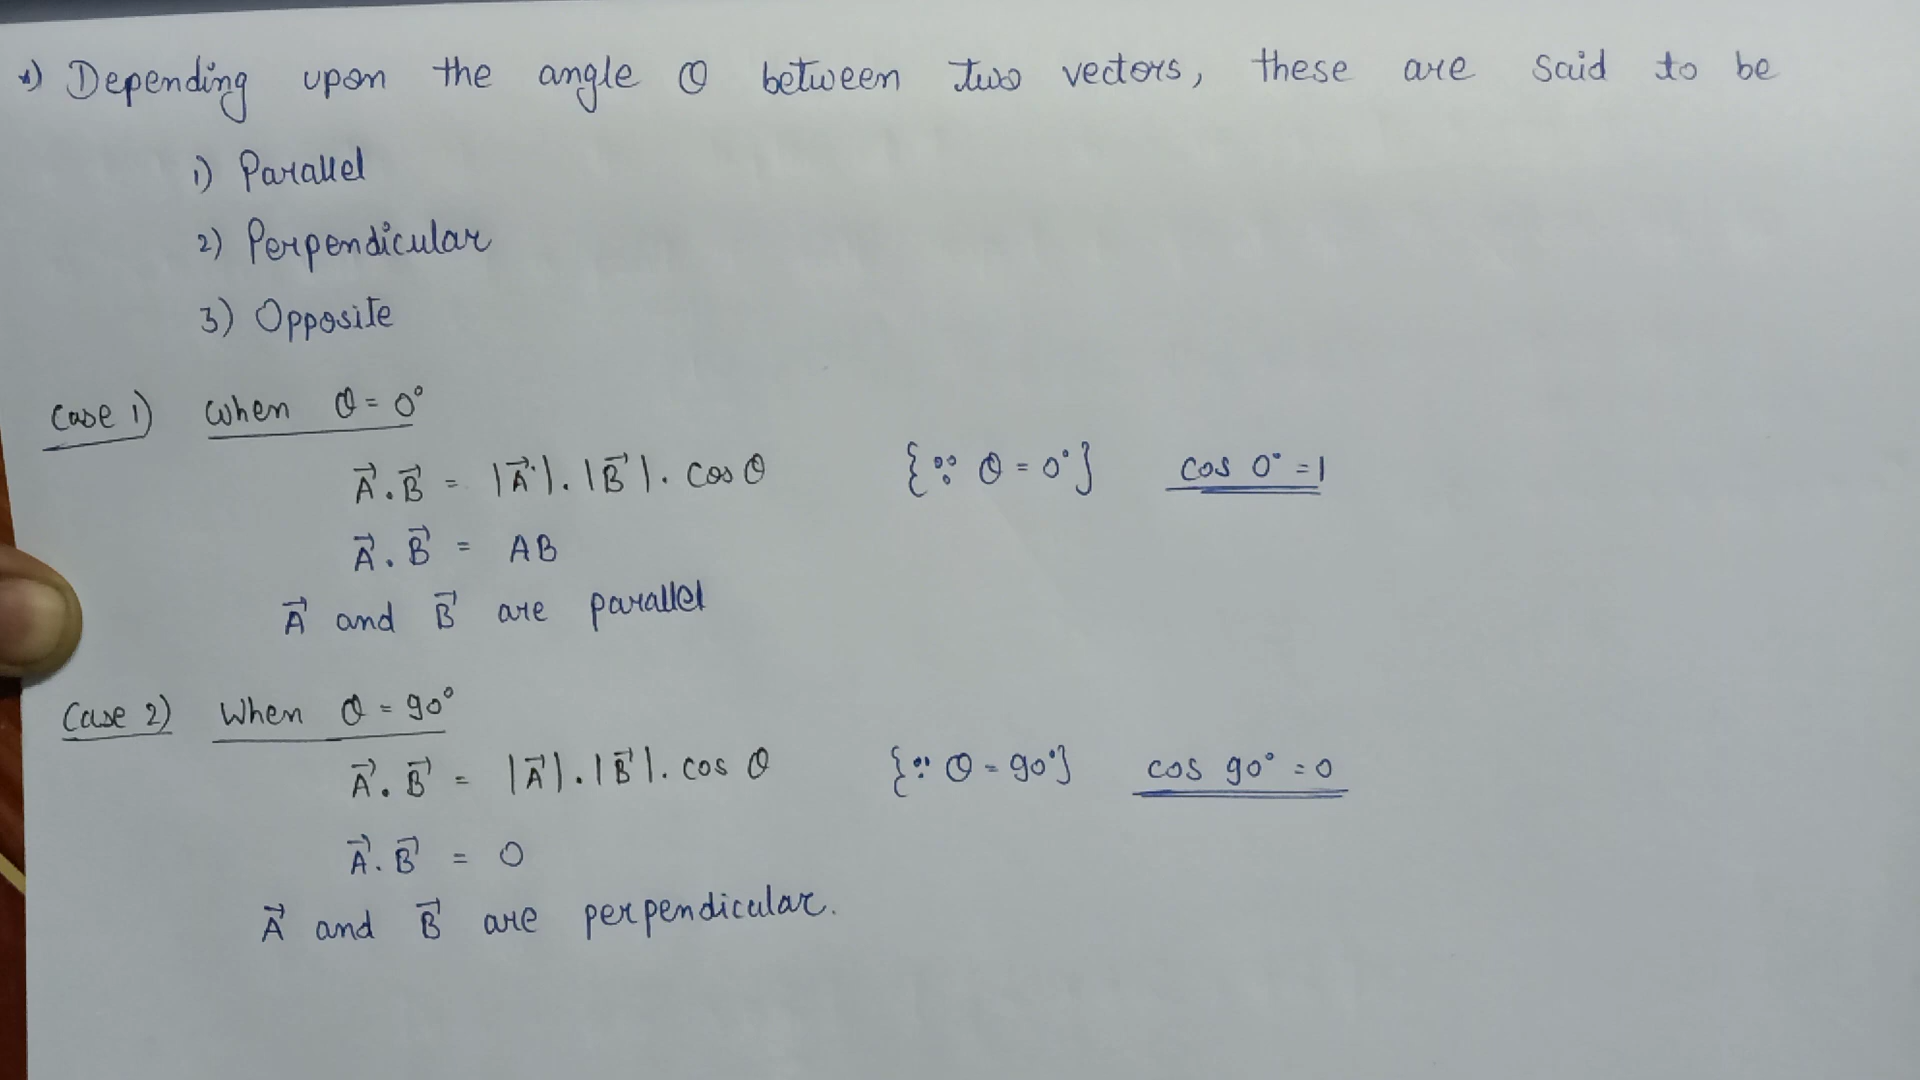 *) Depending upon the angle θ between two vectors, these are said to be
1) Parallel
2) Perpendicular
3) Opposite
Case 1) When θ = 0°
A⃗ . B⃗ = |A⃗| . |B⃗| . cos θ {∵ θ = 0°} cos 0° = 1
A⃗ . B⃗ = AB
A⃗ and B⃗ are parallel
Case 2) When θ = 90°
A⃗ . B⃗ = |A⃗| . |B⃗| . cos θ {∵ θ = 90°} cos 90° = 0
A⃗ . B⃗ = 0
A⃗ and B⃗ are perpendicular.